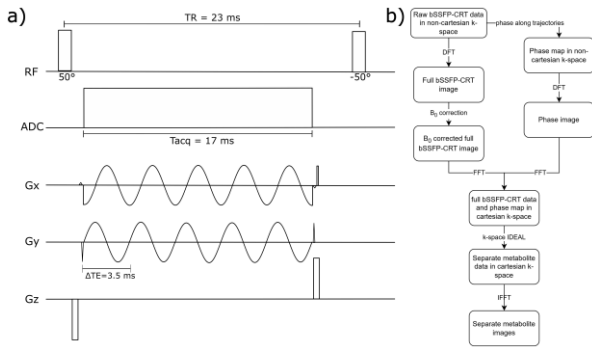 a)
TR = 23 ms
RF
50°
-50°
ADC
Tacq = 17 ms
Gx
Gy
ΔTE=3.5 ms
Gz
b)
Raw bSSFP-CRT data
in non-cartesian k-
space
phase along trajectories
Phase map in non-
cartesian k-space
DFT
DFT
Full bSSFP-CRT
image
B0 correction
Phase image
B0 corrected full
bSSFP-CRT image
FFT
FFT
full bSSFP-CRT data
and phase map in
cartesian k-space
k-space IDEAL
Separate metabolite
data in cartesian k-
space
IFFT
Separate metabolite
images